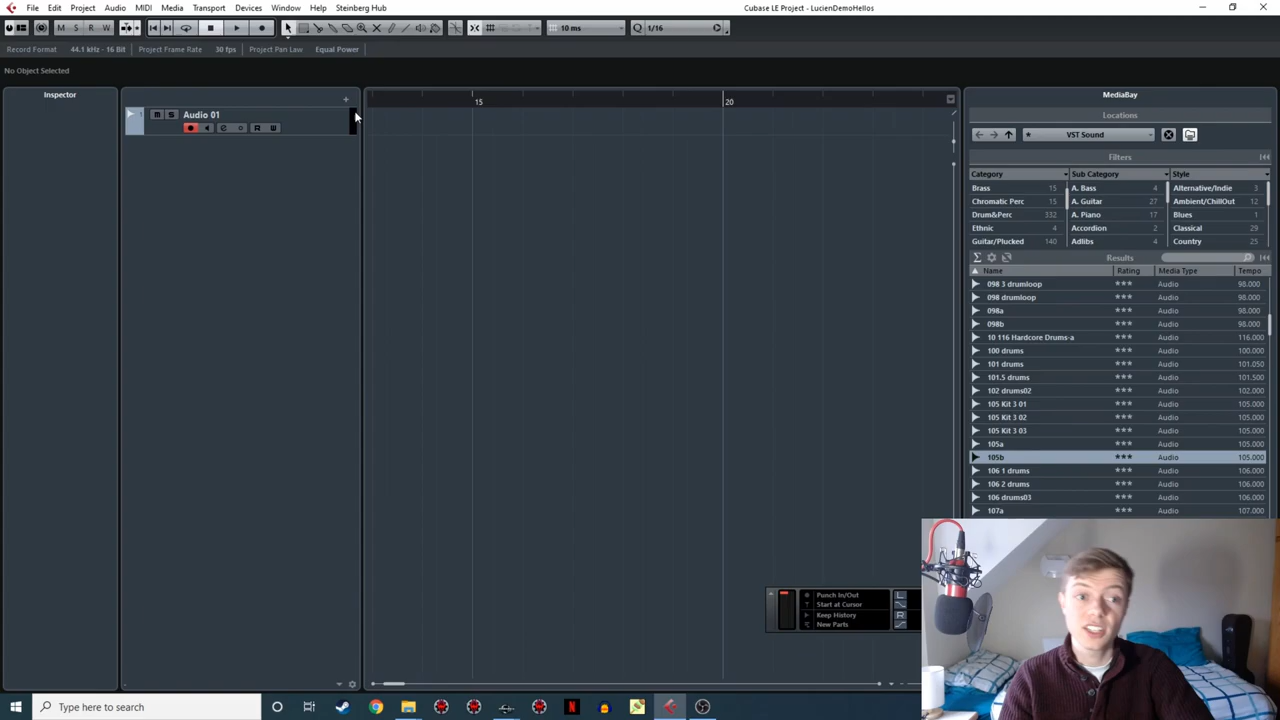 File Edit Project Audio MIDI Media Transport Devices Window Steinberg Hub
Cubase LE Project - LucienDemoHellos
M S R W
10 ms
Q 1/16
Record Format 44.1 kHz - 16 Bit Project Frame Rate 30 fps Project Pan Law Equal Power
No Object Selected
Inspector
1 M S Audio 01
R W
15 20
MediaBay
Locations
VST Sound
Filters
Category Sub Category Style
Brass 15 A. Bass 4 Alternative/Indie 3
Chromatic Perc 15 A. Guitar 27 Ambient/ChillOut 12
Drum&Perc 332 A. Piano 17 Blues 1
Ethnic 4 Accordion 2 Classical 29
Guitar/Plucked 140 Adlibs 4 Country 25
Results
Name Rating Media Type Tempo
098 3 drumloop *** Audio 98.000
098 drumloop *** Audio 98.000
098a *** Audio 98.000
098b *** Audio 98.000
10 116 Hardcore Drums-a *** Audio 116.000
100 drums *** Audio 100.000
101 drums *** Audio 101.050
101.5 drums *** Audio 101.500
102 drums02 *** Audio 102.000
105 Kit 3 01 *** Audio 105.000
105 Kit 3 02 *** Audio 105.000
105 Kit 3 03 *** Audio 105.000
105a *** Audio 105.000
105b *** Audio 105.000
106 1 drums *** Audio 106.000
106 2 drums *** Audio 106.000
106 drums03 *** Audio 106.000
107a *** Audio 107.000
Punch In/Out L
Start at Cursor
Keep History R
New Parts
Type here to search
N